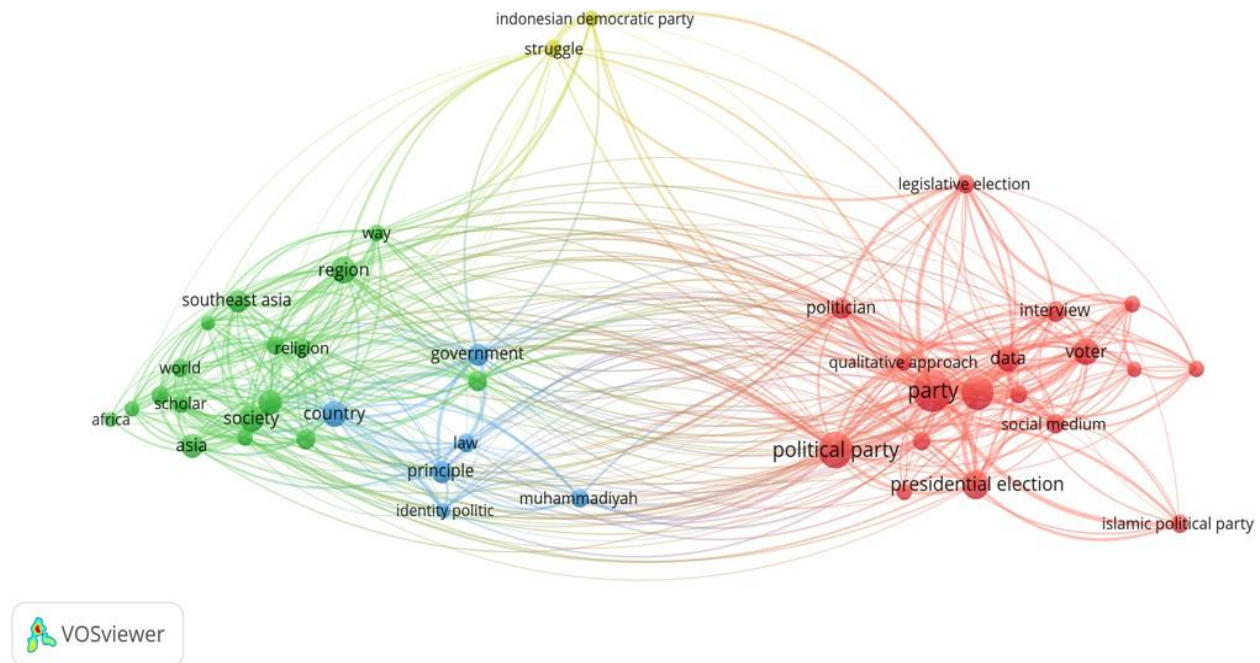 indonesian democratic party
struggle
legislative election
way
region
southeast asia
politician
interview
religion
government
qualitative approach
data
voter
world
party
scholar
africa
society
country
social medium
asia
law
political party
principle
presidential election
identity politic
muhammadiyah
islamic political party
VOSviewer